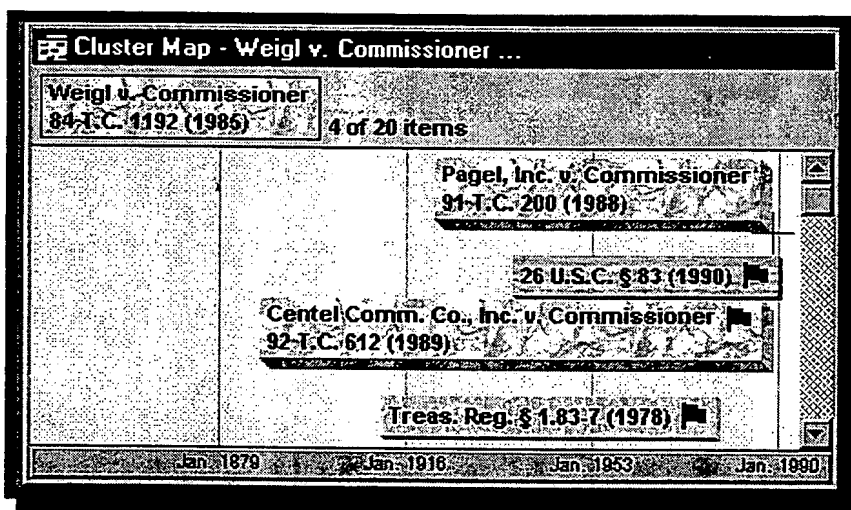 Cluster Map - Weigl v. Commissioner ...
Weigl v. Commissioner
84 T.C. 1192 (1985)
4 of 20 items
Pagel, Inc. v. Commissioner
91 T.C. 200 (1988)
26 U.S.C. § 83 (1990)
Centel Comm. Co., Inc. v. Commissioner
92 T.C. 612 (1989)
Treas. Reg. § 1.83-7 (1978)
Jan. 1879
Jan. 1916
Jan. 1953
Jan. 1990